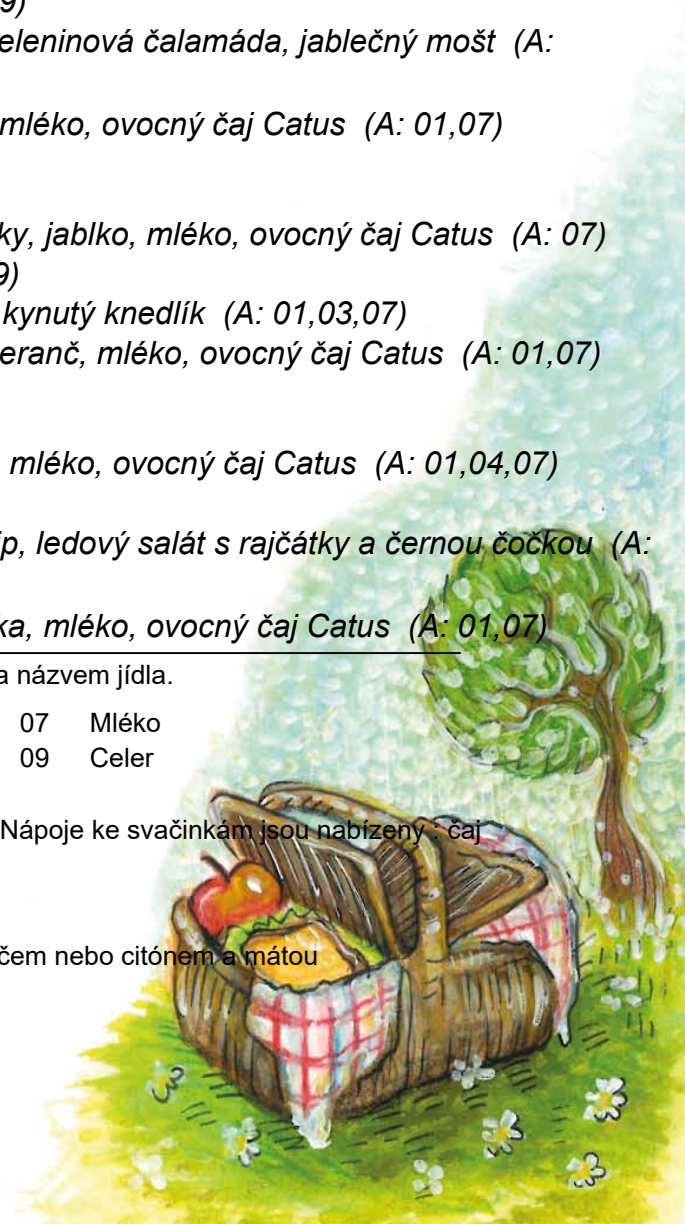 9)
eleninová čalamáda, jablečný mošt (A:
mléko, ovocný čaj Catus (A: 01,07)
ky, jablko, mléko, ovocný čaj Catus (A: 07)
9)
kynutý knedlík (A: 01,03,07)
eranč, mléko, ovocný čaj Catus (A: 01,07)
mléko, ovocný čaj Catus (A: 01,04,07)
ip, ledový salát s rajčátky a černou čočkou (A:
ka, mléko, ovocný čaj Catus (A: 01,07)
a názvem jídla.
07 Mléko
09 Celer
Nápoje ke svačinkám jsou nabízeny : čaj
čem nebo citónem a mátou